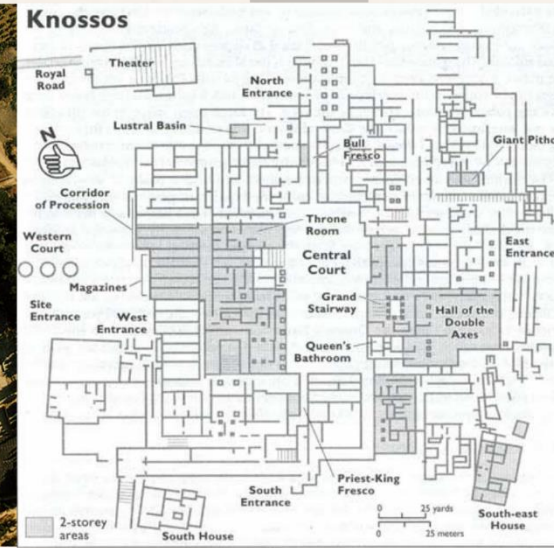 Knossos
Royal
Road
Theater
North
Entrance
Lustral Basin
Bull
Fresco
Giant Pithoi
N
Corridor
of Procession
Throne
Room
Western
Court
Central
Court
East
Entrance
Magazines
Grand
Stairway
Hall of the
Double
Axes
Site
Entrance
West
Entrance
Queen's
Bathroom
Priest-King
Fresco
South
Entrance
0 25 yards
0 25 meters
2-storey
areas
South House
South-east
House